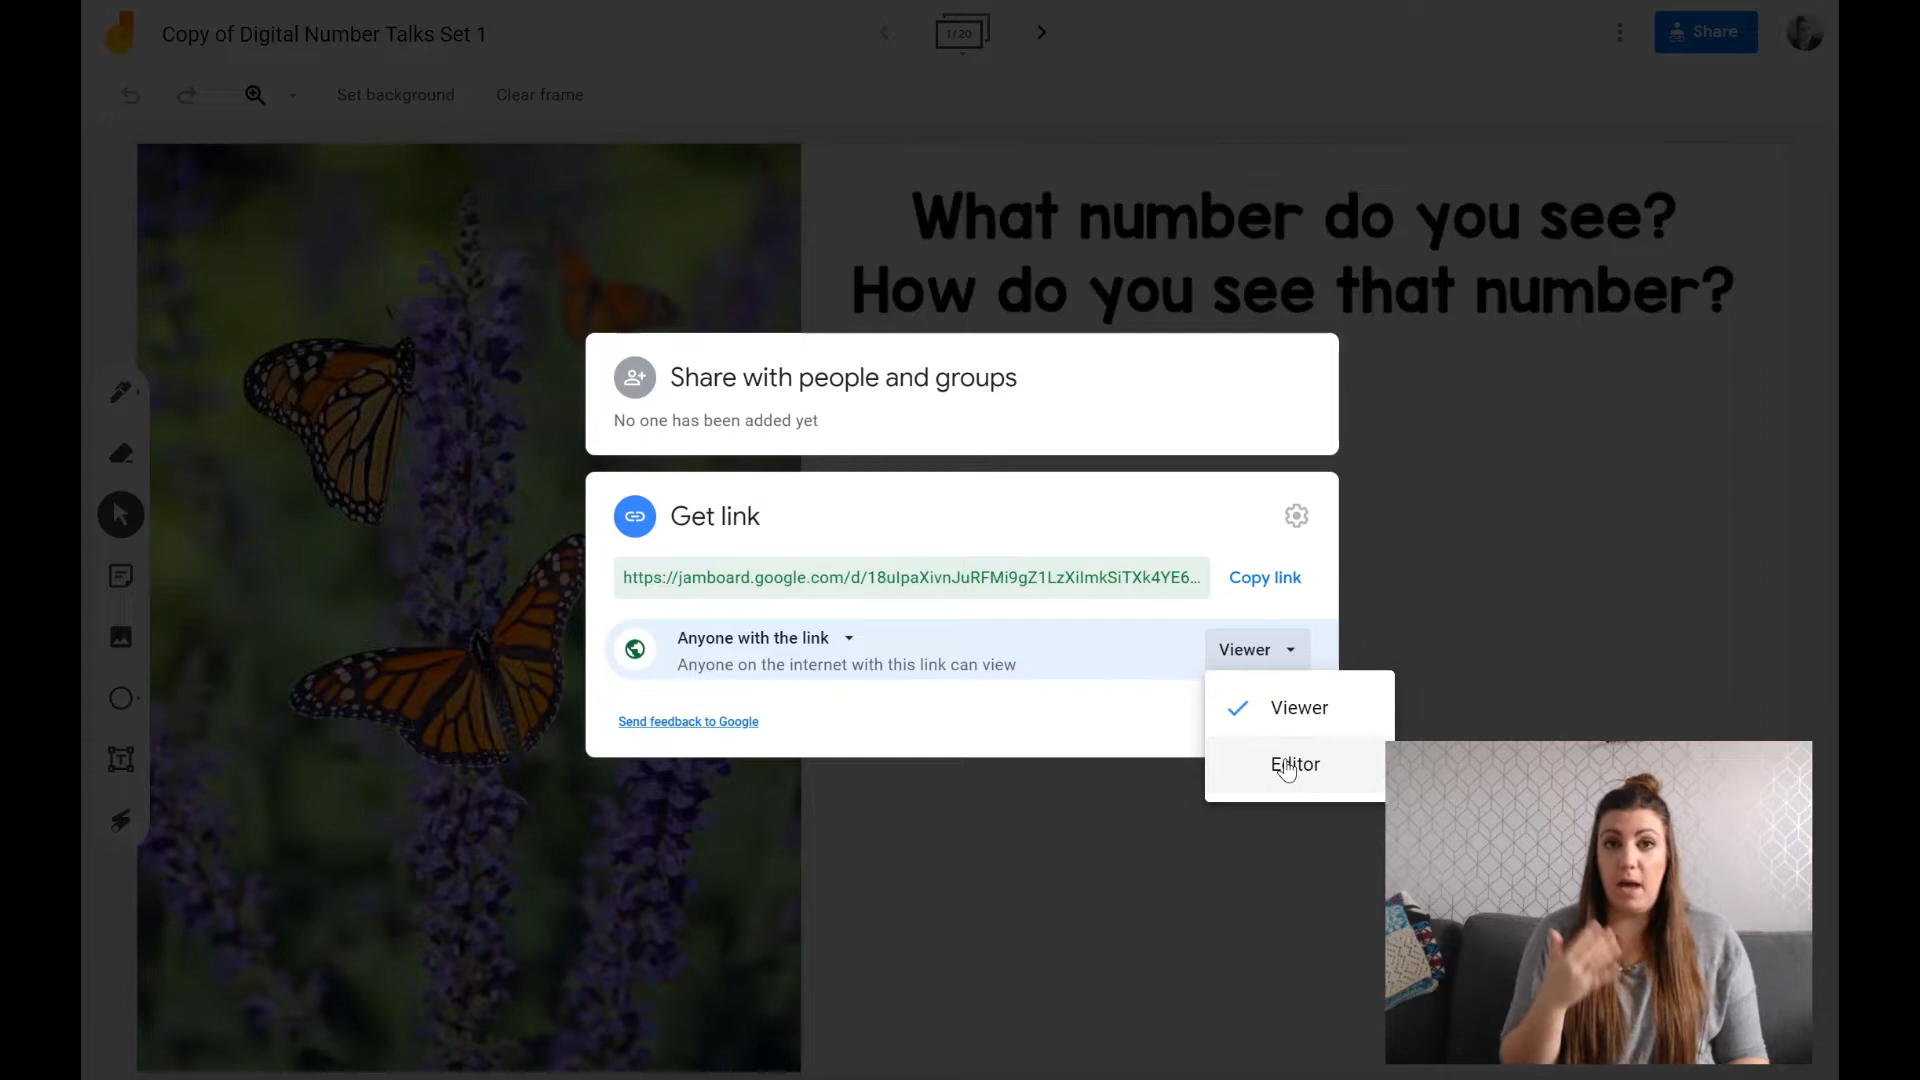 Copy of Digital Number Talks Set 1
1/20
Share
Set background
Clear frame
What number do you see?
How do you see that number?
Share with people and groups
No one has been added yet
Get link
https://jamboard.google.com/d/18uIpaXivnJuRFMi9gZ1LzXiImkSiTXk4YE6...
Copy link
Anyone with the link
Anyone on the internet with this link can view
Viewer
Viewer
Editor
Send feedback to Google